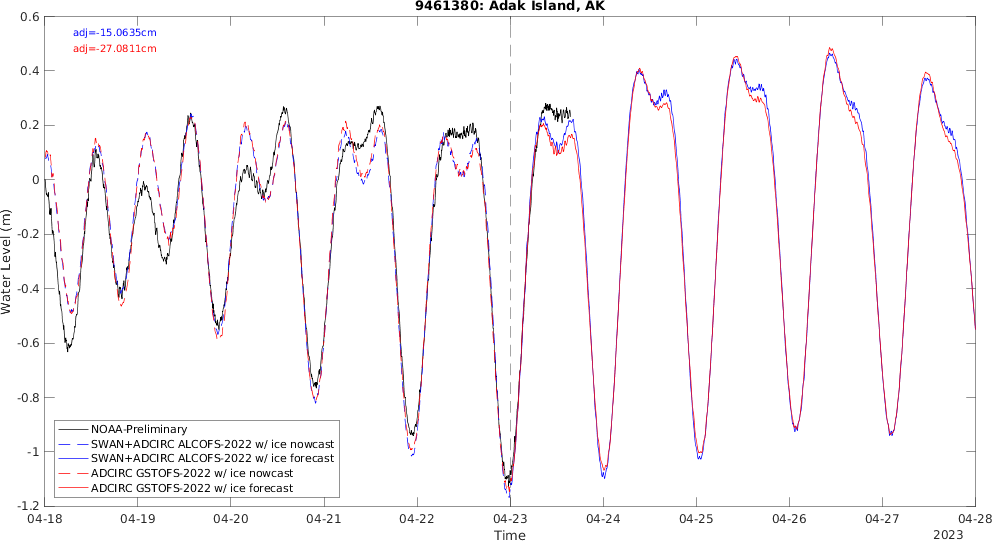 9461380: Adak Island, AK
adj=-15.0635cm
adj=-27.0811cm
0.6
0.4
0.2
0
-0.2
-0.4
-0.6
-0.8
-1
-1.2
Water Level (m)
NOAA-Preliminary
SWAN+ADCIRC ALCOFS-2022 w/ ice nowcast
SWAN+ADCIRC ALCOFS-2022 w/ ice forecast
ADCIRC GSTOFS-2022 w/ ice nowcast
ADCIRC GSTOFS-2022 w/ ice forecast
04-18 04-19 04-20 04-21 04-22 04-23 04-24 04-25 04-26 04-27 04-28
Time
2023